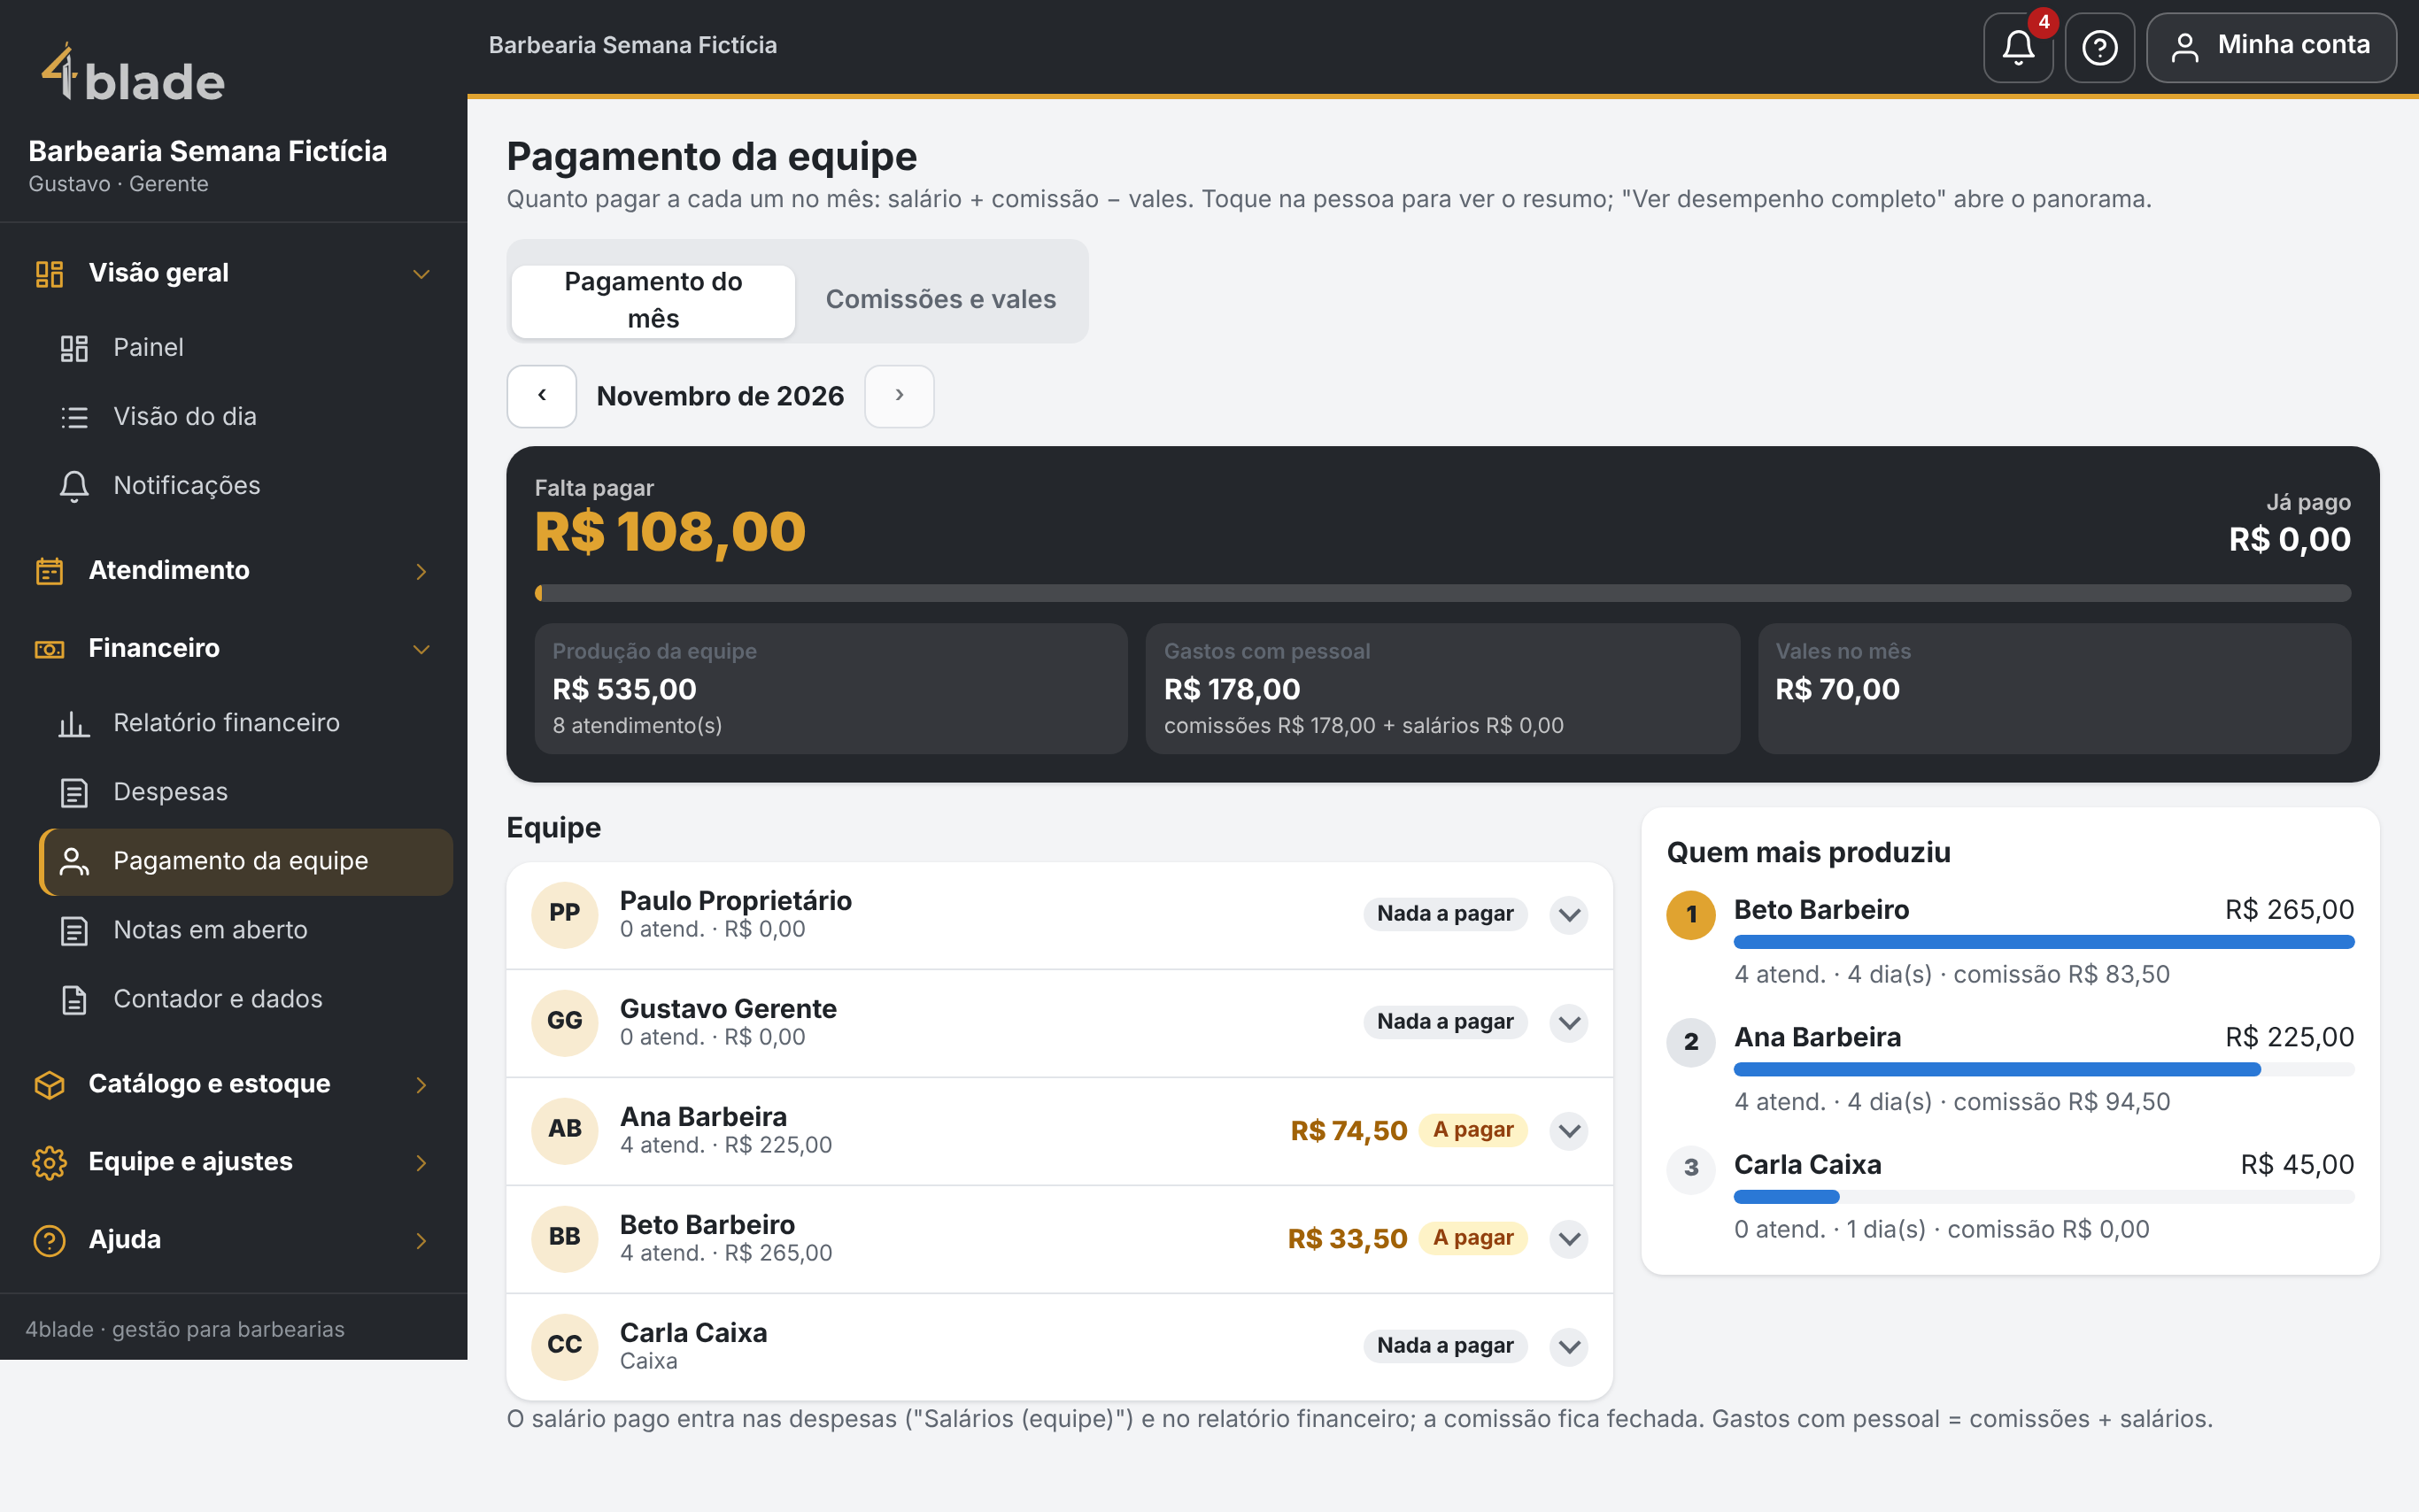 4blade
Barbearia Semana Fictícia
Gustavo · Gerente
Visão geral
Painel
Visão do dia
Notificações
Atendimento
Financeiro
Relatório financeiro
Despesas
Pagamento da equipe
Notas em aberto
Contador e dados
Catálogo e estoque
Equipe e ajustes
Ajuda
4blade · gestão para barbearias
Barbearia Semana Fictícia
4
Minha conta
Pagamento da equipe
Quanto pagar a cada um no mês: salário + comissão − vales. Toque na pessoa para ver o resumo; "Ver desempenho completo" abre o panorama.
Pagamento do
mês
Comissões e vales
‹ Novembro de 2026 ›
Falta pagar
R$ 108,00
Já pago
R$ 0,00
Produção da equipe
R$ 535,00
8 atendimento(s)
Gastos com pessoal
R$ 178,00
comissões R$ 178,00 + salários R$ 0,00
Vales no mês
R$ 70,00
Equipe
PP
Paulo Proprietário
0 atend. · R$ 0,00
Nada a pagar
GG
Gustavo Gerente
0 atend. · R$ 0,00
Nada a pagar
AB
Ana Barbeira
4 atend. · R$ 225,00
R$ 74,50 A pagar
BB
Beto Barbeiro
4 atend. · R$ 265,00
R$ 33,50 A pagar
CC
Carla Caixa
Caixa
Nada a pagar
Quem mais produziu
1 Beto Barbeiro R$ 265,00
4 atend. · 4 dia(s) · comissão R$ 83,50
2 Ana Barbeira R$ 225,00
4 atend. · 4 dia(s) · comissão R$ 94,50
3 Carla Caixa R$ 45,00
0 atend. · 1 dia(s) · comissão R$ 0,00
O salário pago entra nas despesas ("Salários (equipe)") e no relatório financeiro; a comissão fica fechada. Gastos com pessoal = comissões + salários.